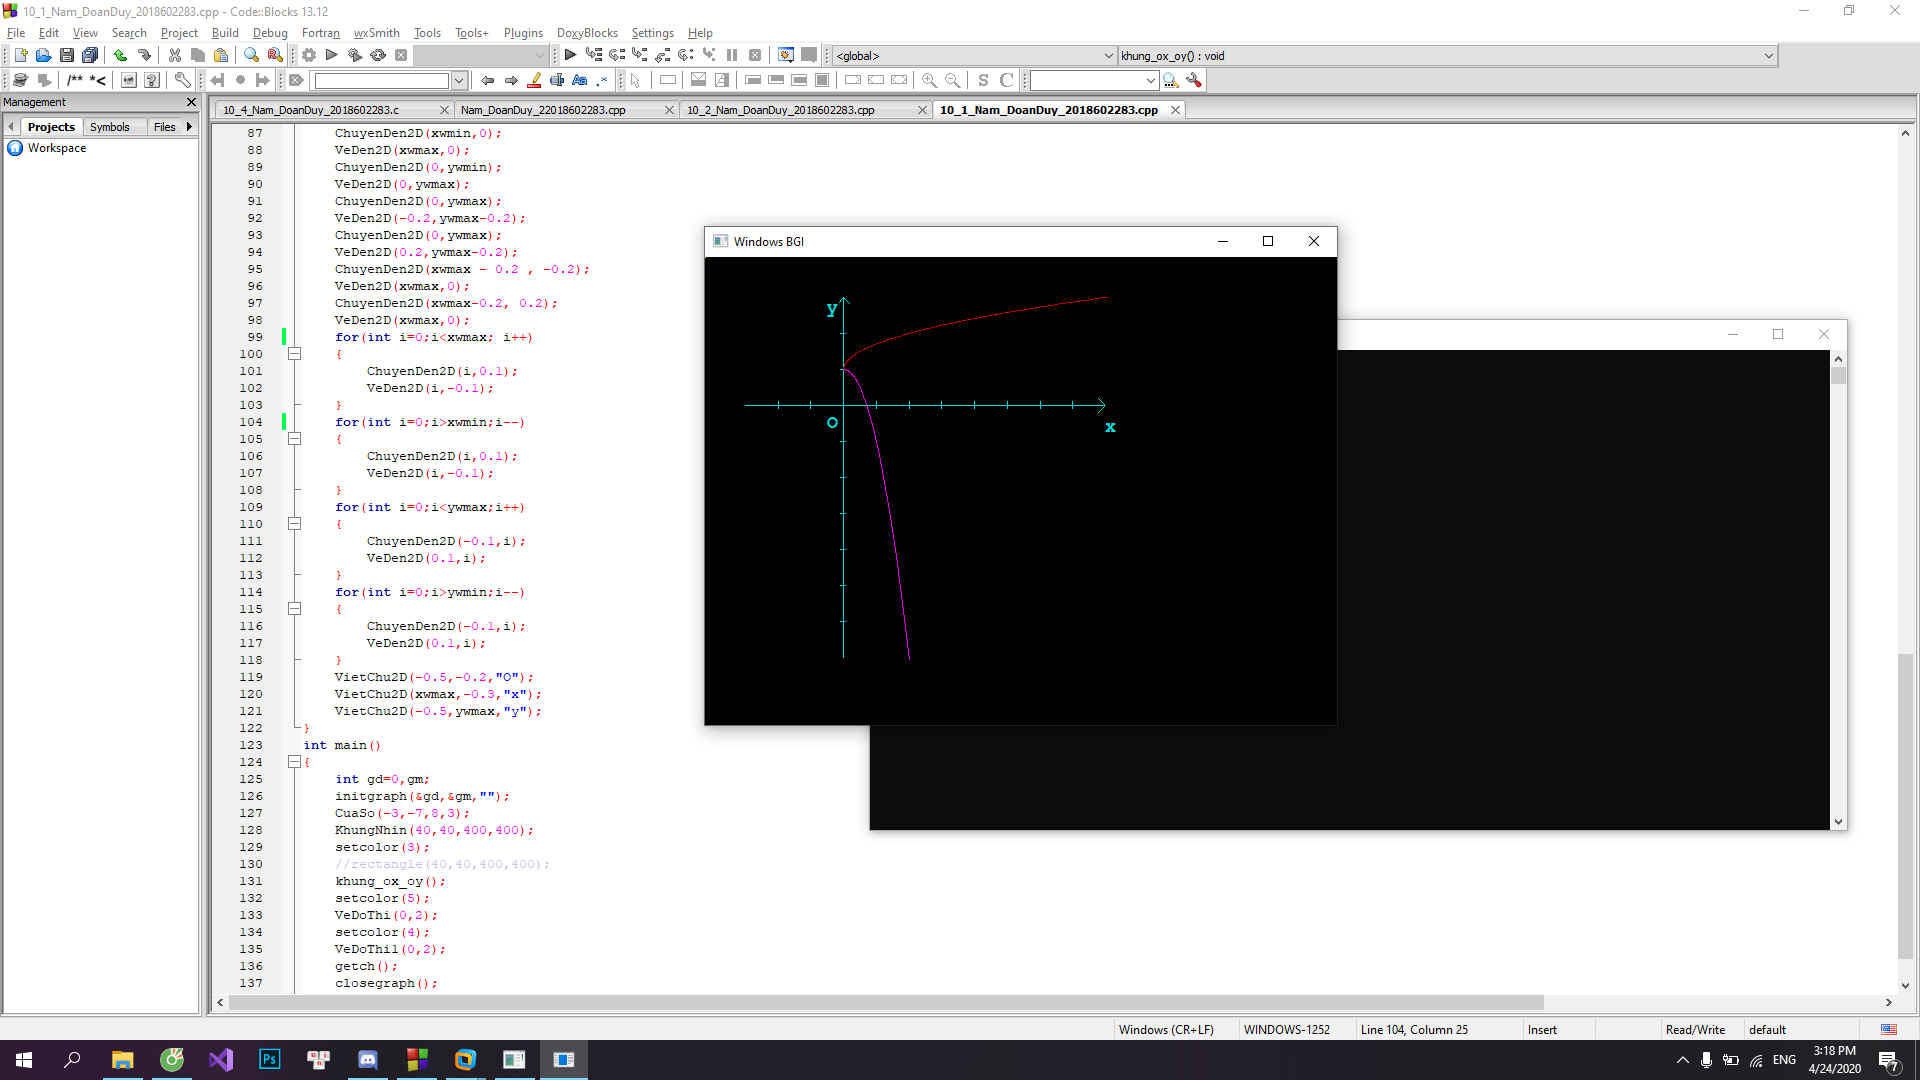 10_1_Nam_DoanDuy_2018602283.cpp - Code::Blocks 13.12
File Edit View Search Project Build Debug Fortran wxSmith Tools Tools+ Plugins DoxyBlocks Settings Help
<global> khung_ox_oy() : void
/** *<
Management
10_4_Nam_DoanDuy_2018602283.c Nam_DoanDuy_22018602283.cpp 10_2_Nam_DoanDuy_2018602283.cpp 10_1_Nam_DoanDuy_2018602283.cpp
Projects Symbols Files
Workspace
87 ChuyenDen2D(xwmin,0);
88 VeDen2D(xwmax,0);
89 ChuyenDen2D(0,ywmin);
90 VeDen2D(0,ywmax);
91 ChuyenDen2D(0,ywmax);
92 VeDen2D(-0.2,ywmax-0.2);
93 ChuyenDen2D(0,ywmax);
94 VeDen2D(0.2,ywmax-0.2);
95 ChuyenDen2D(xwmax - 0.2 , -0.2);
96 VeDen2D(xwmax,0);
97 ChuyenDen2D(xwmax-0.2, 0.2);
98 VeDen2D(xwmax,0);
99 for(int i=0;i<xwmax; i++)
100 {
101 ChuyenDen2D(i,0.1);
102 VeDen2D(i,-0.1);
103 }
104 for(int i=0;i>xwmin;i--)
105 {
106 ChuyenDen2D(i,0.1);
107 VeDen2D(i,-0.1);
108 }
109 for(int i=0;i<ywmax;i++)
110 {
111 ChuyenDen2D(-0.1,i);
112 VeDen2D(0.1,i);
113 }
114 for(int i=0;i>ywmin;i--)
115 {
116 ChuyenDen2D(-0.1,i);
117 VeDen2D(0.1,i);
118 }
119 VietChu2D(-0.5,-0.2,"O");
120 VietChu2D(xwmax,-0.3,"x");
121 VietChu2D(-0.5,ywmax,"y");
122 }
123 int main()
124 {
125 int gd=0,gm;
126 initgraph(&gd,&gm,"");
127 CuaSo(-3,-7,8,3);
128 KhungNhin(40,40,400,400);
129 setcolor(3);
130 //rectangle(40,40,400,400);
131 khung_ox_oy();
132 setcolor(5);
133 VeDoThi(0,2);
134 setcolor(4);
135 VeDoThi1(0,2);
136 getch();
137 closegraph();
Windows BGI
y
O
x
Windows (CR+LF) WINDOWS-1252 Line 104, Column 25 Insert Read/Write default
ENG
3:18 PM
4/24/2020
7